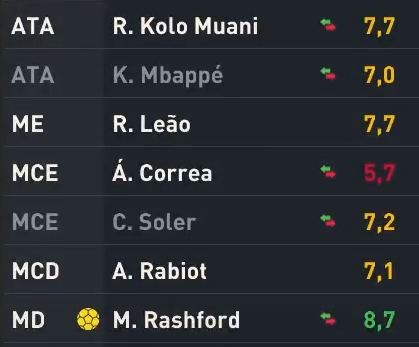 ATA R. Kolo Muani 7,7
ATA K. Mbappé 7,0
ME R. Leão 7,7
MCE Á. Correa 5,7
MCE C. Soler 7,2
MCD A. Rabiot 7,1
MD M. Rashford 8,7